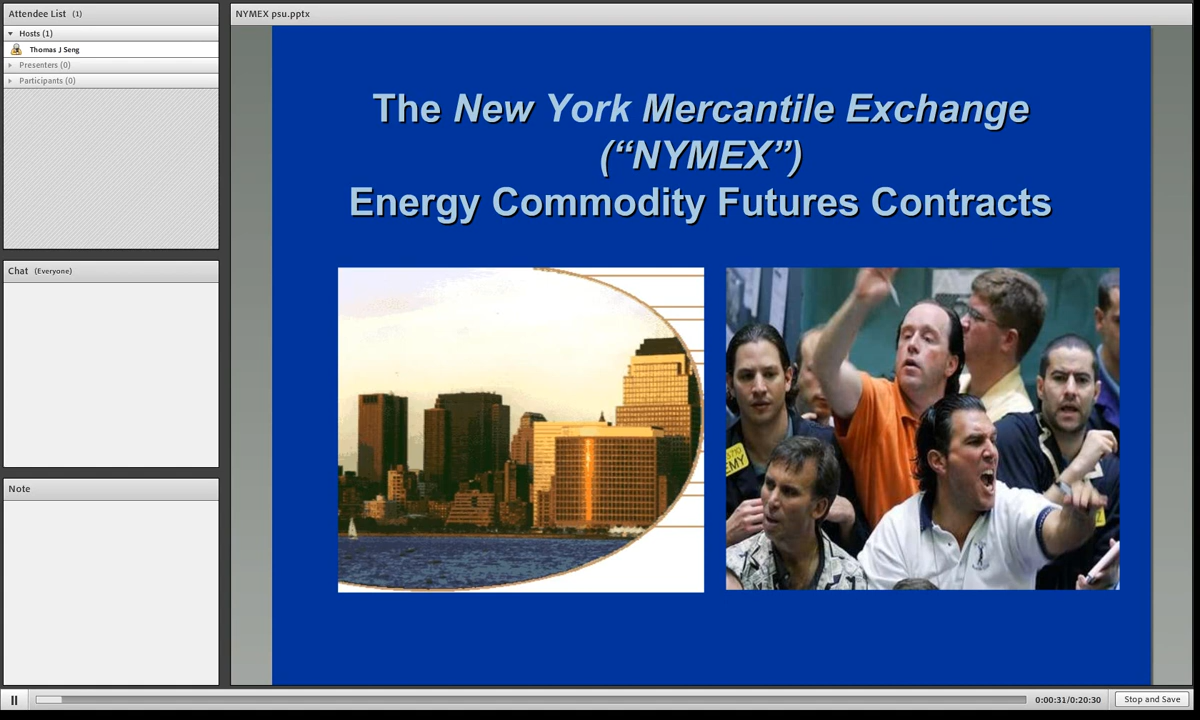 Attendee List (1)
Hosts (1)
Thomas J Seng
Presenters (0)
Participants (0)
Chat (Everyone)
Note
NYMEX psu.pptx
The New York Mercantile Exchange
(“NYMEX”)
Energy Commodity Futures Contracts
EMY
0:00:31/0:20:30
Stop and Save